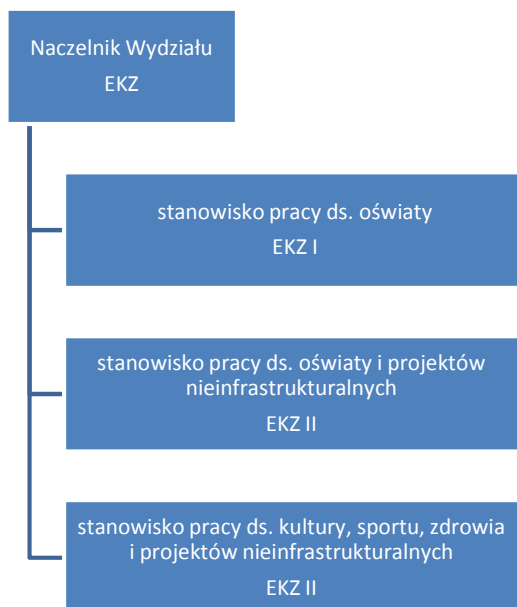 Naczelnik Wydziału
EKZ
stanowisko pracy ds. oświaty
EKZ I
stanowisko pracy ds. oświaty i projektów
nieinfrastrukturalnych
EKZ II
stanowisko pracy ds. kultury, sportu, zdrowia
i projektów nieinfrastrukturalnych
EKZ II